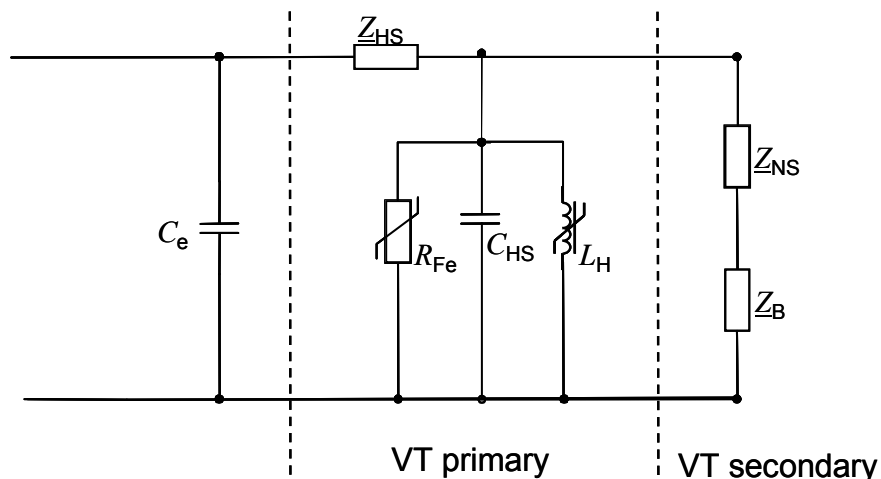 Z_HS
Z_NS
C_e
R_Fe
C_HS
L_H
Z_B
VT primary
VT secondary